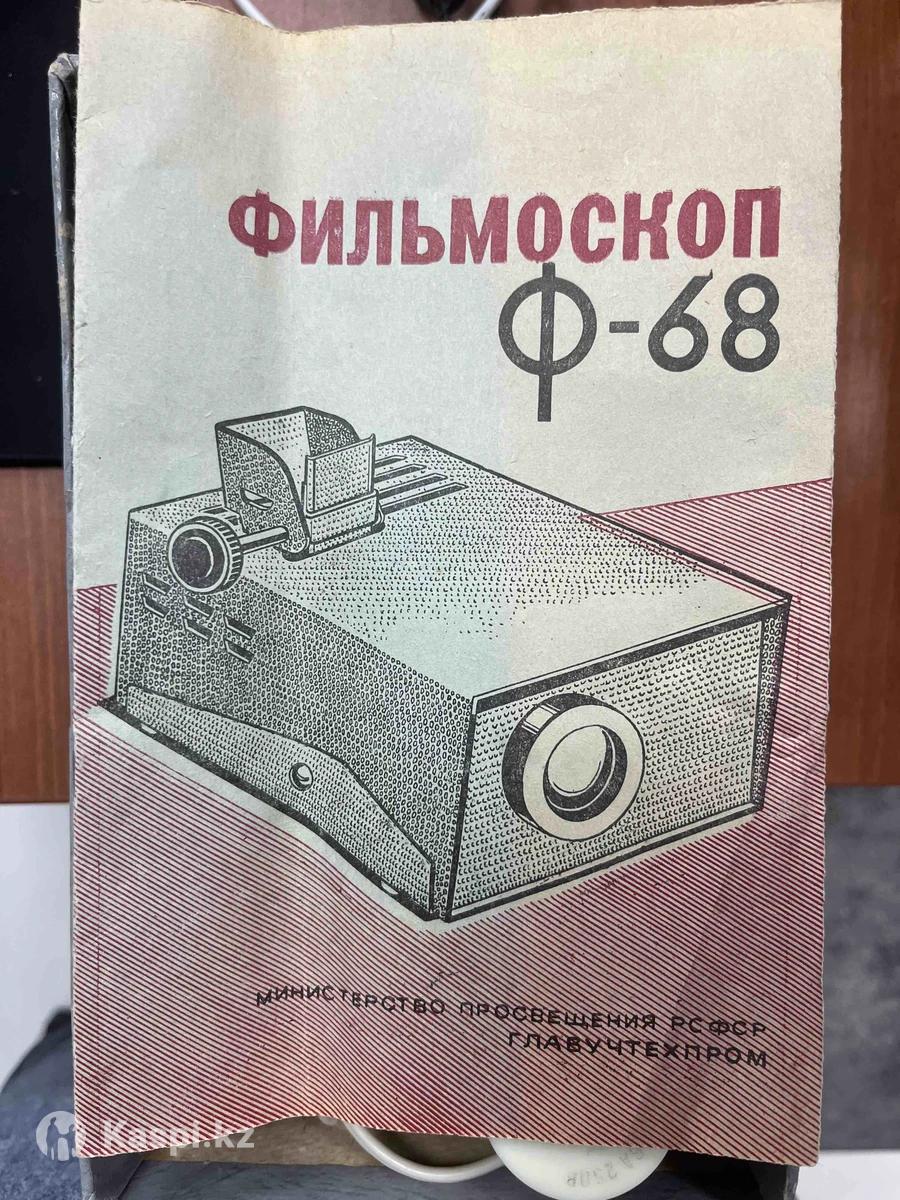 ФИЛЬМОСКОП
Ф-68
МИНИСТЕРСТВО ПРОСВЕЩЕНИЯ РСФСР
ГЛАВУЧТЕХПРОМ
Kaspi.kz